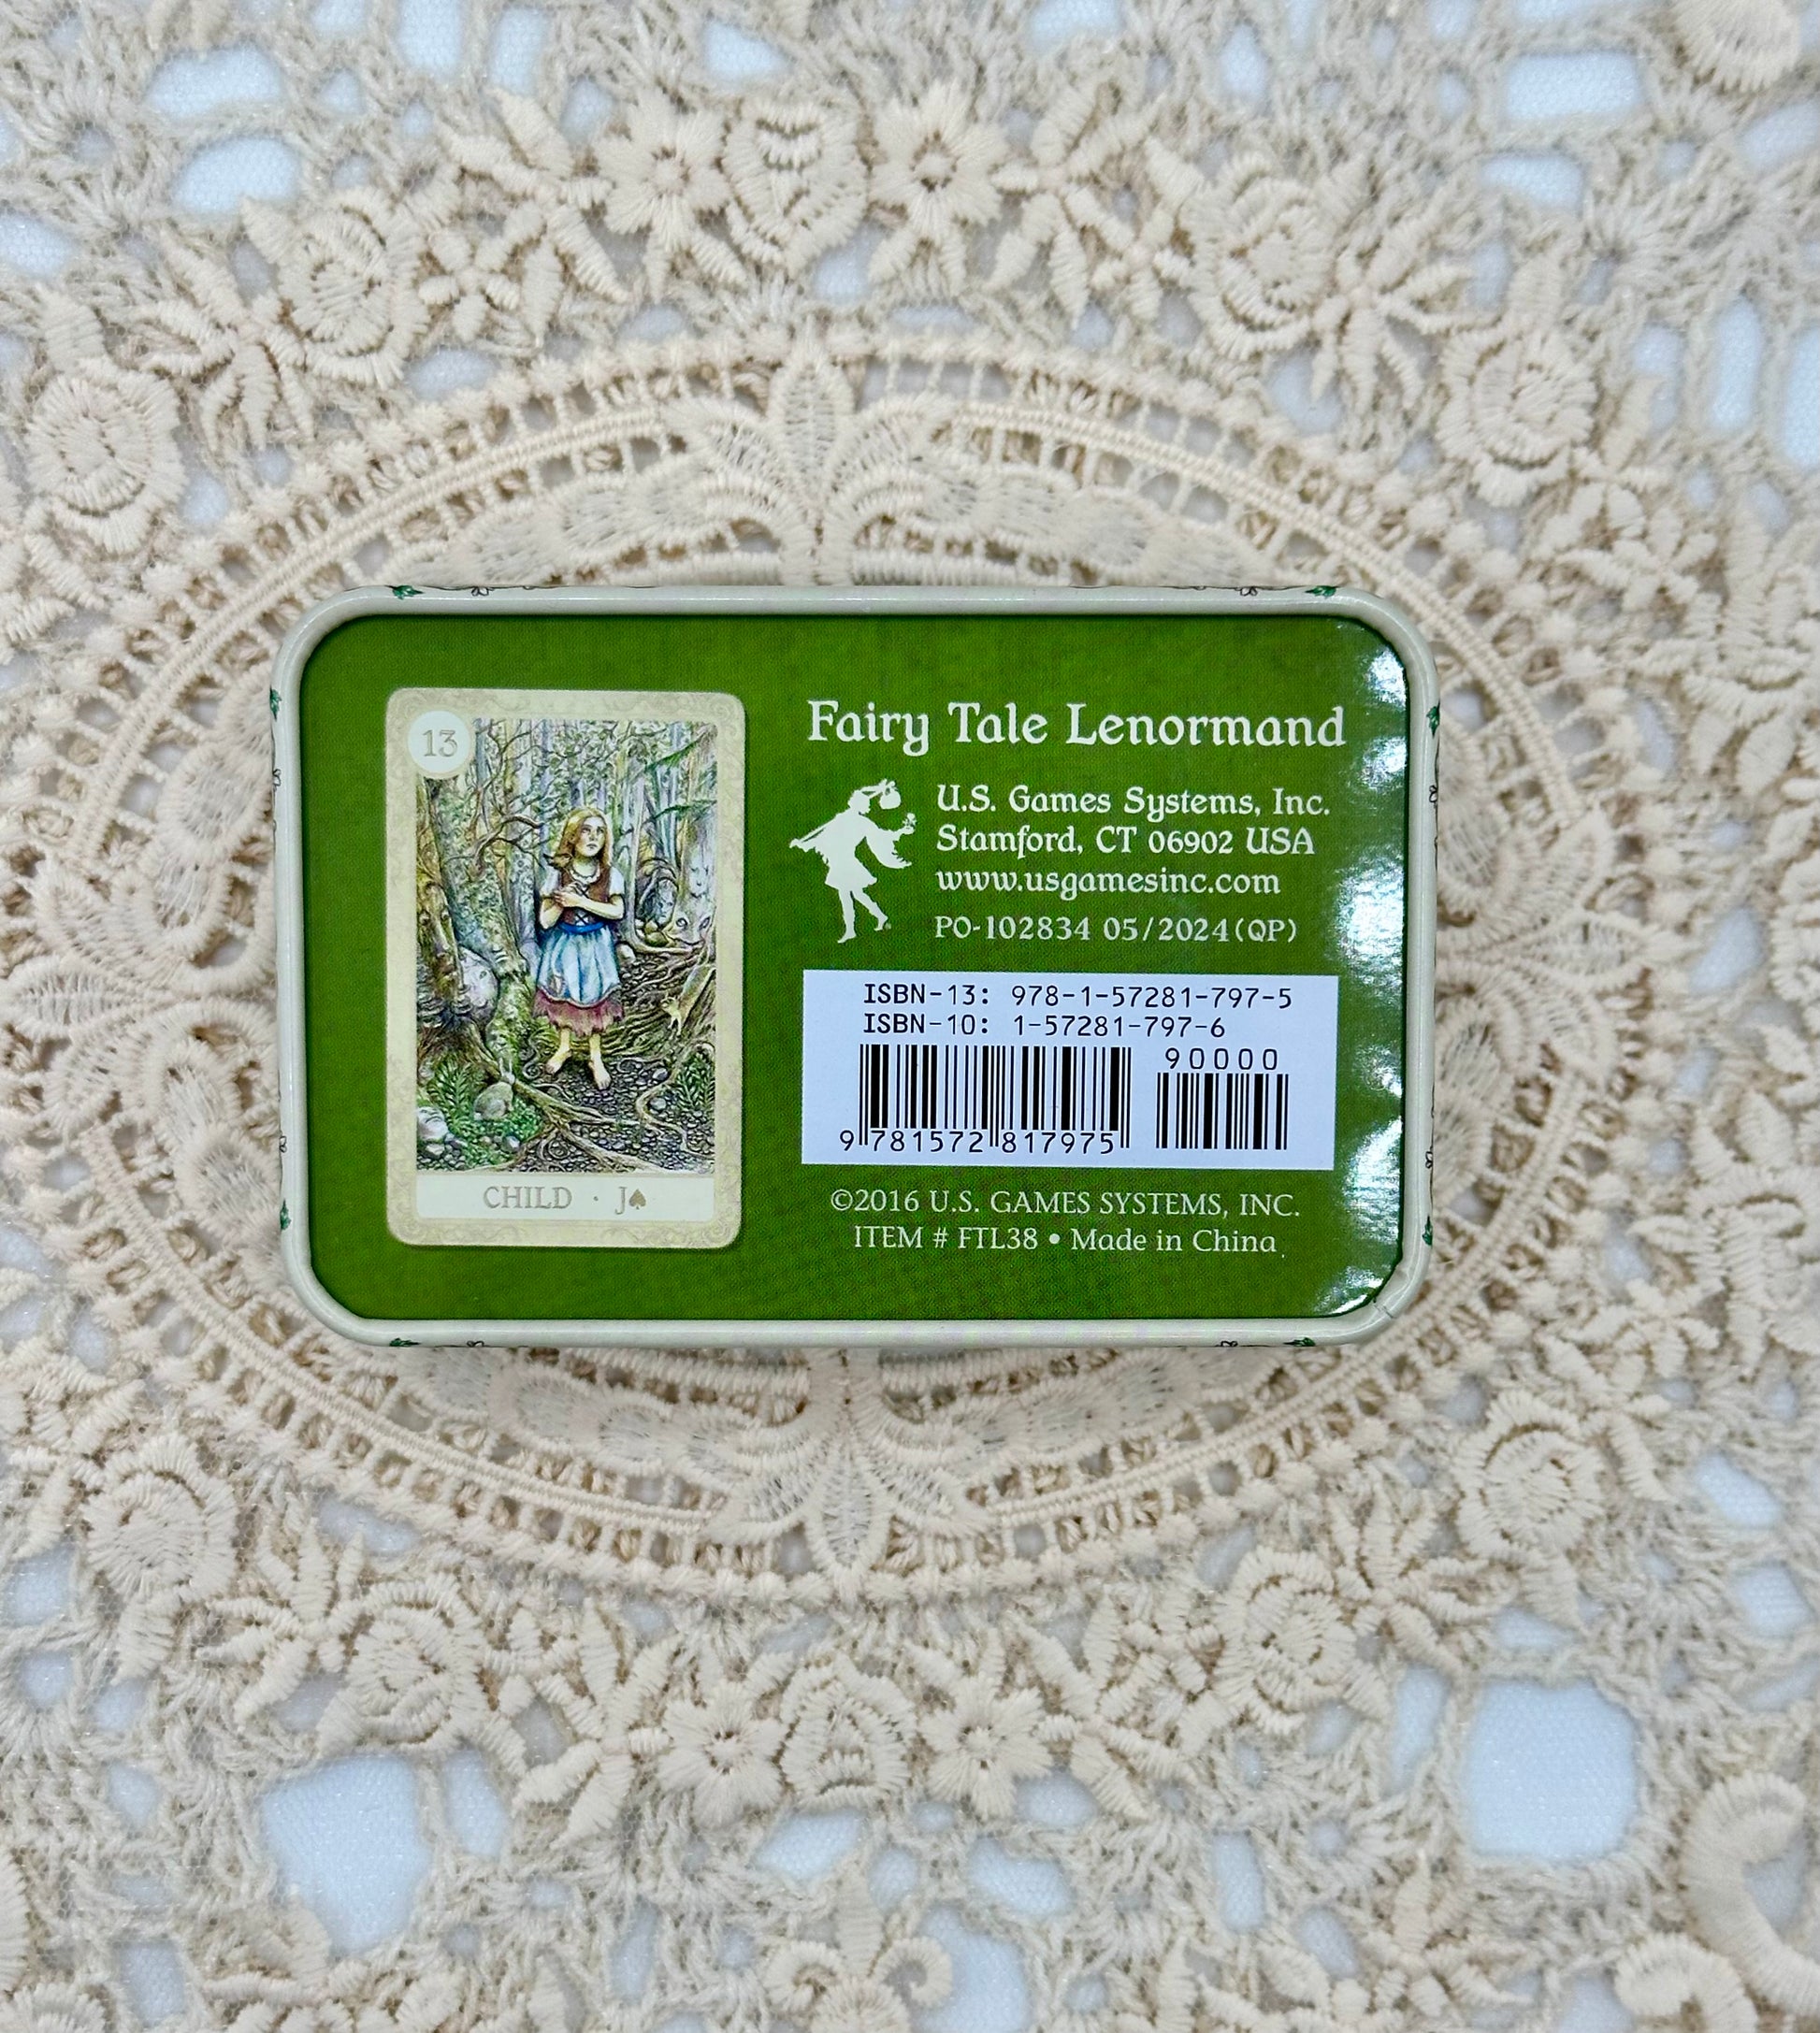 13
CHILD · J♠
Fairy Tale Lenormand
U.S. Games Systems, Inc.
Stamford, CT 06902 USA
www.usgamesinc.com
PO-102834 05/2024(QP)
ISBN-13: 978-1-57281-797-5
ISBN-10: 1-57281-797-6
90000
9 781572 817975
©2016 U.S. GAMES SYSTEMS, INC.
ITEM # FTL38 • Made in China